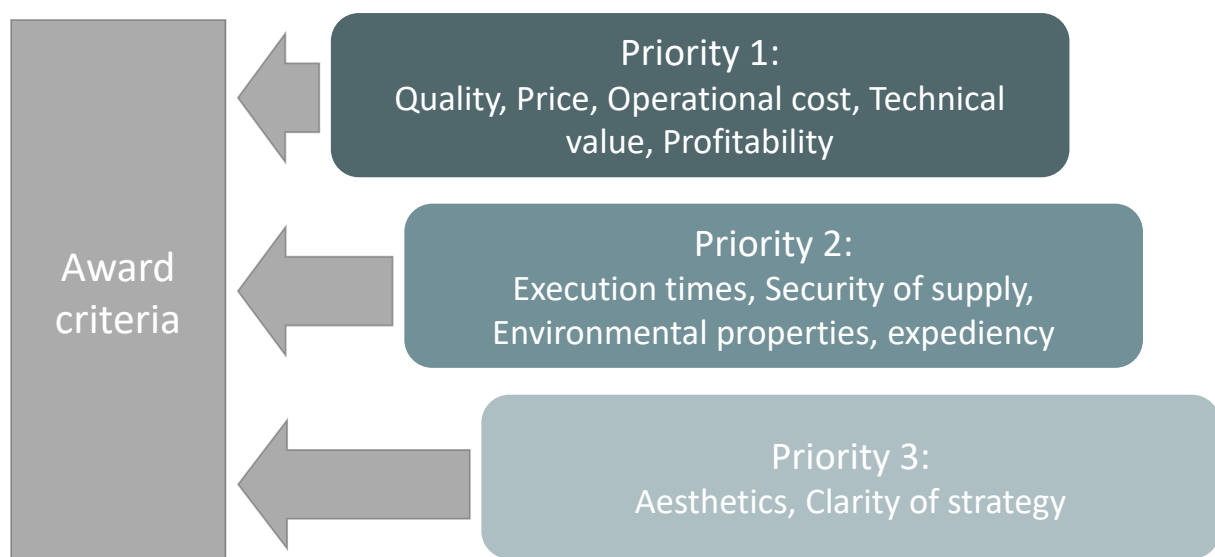 Award
criteria
Priority 1:
Quality, Price, Operational cost, Technical
value, Profitability
Priority 2:
Execution times, Security of supply,
Environmental properties, expediency
Priority 3:
Aesthetics, Clarity of strategy